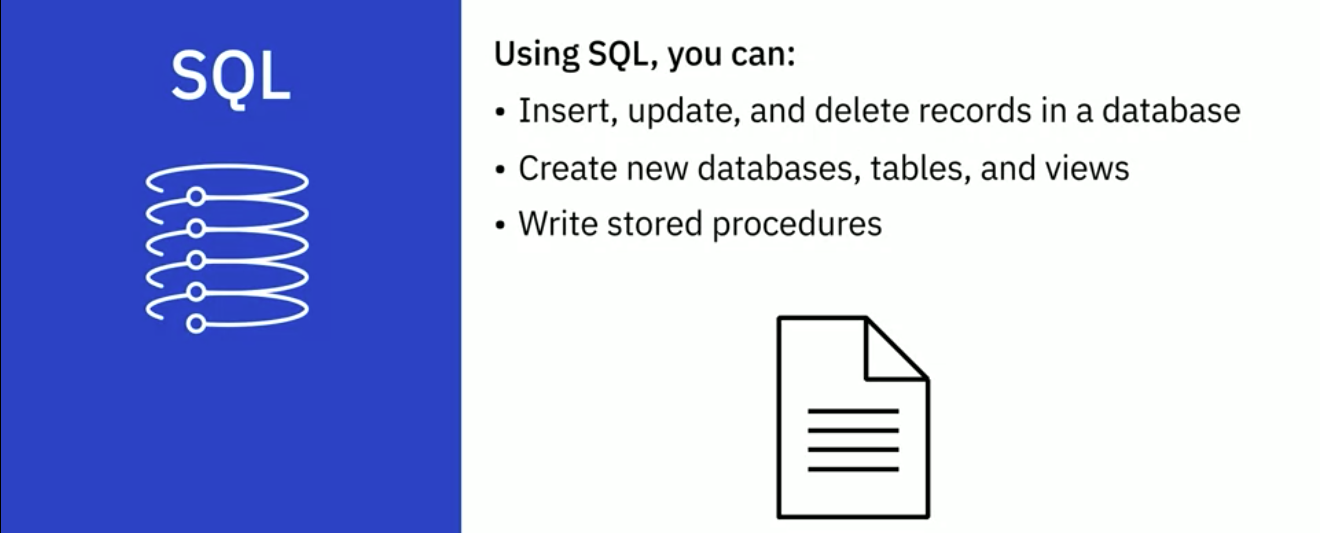 SQL
Using SQL, you can:
• Insert, update, and delete records in a database
• Create new databases, tables, and views
• Write stored procedures